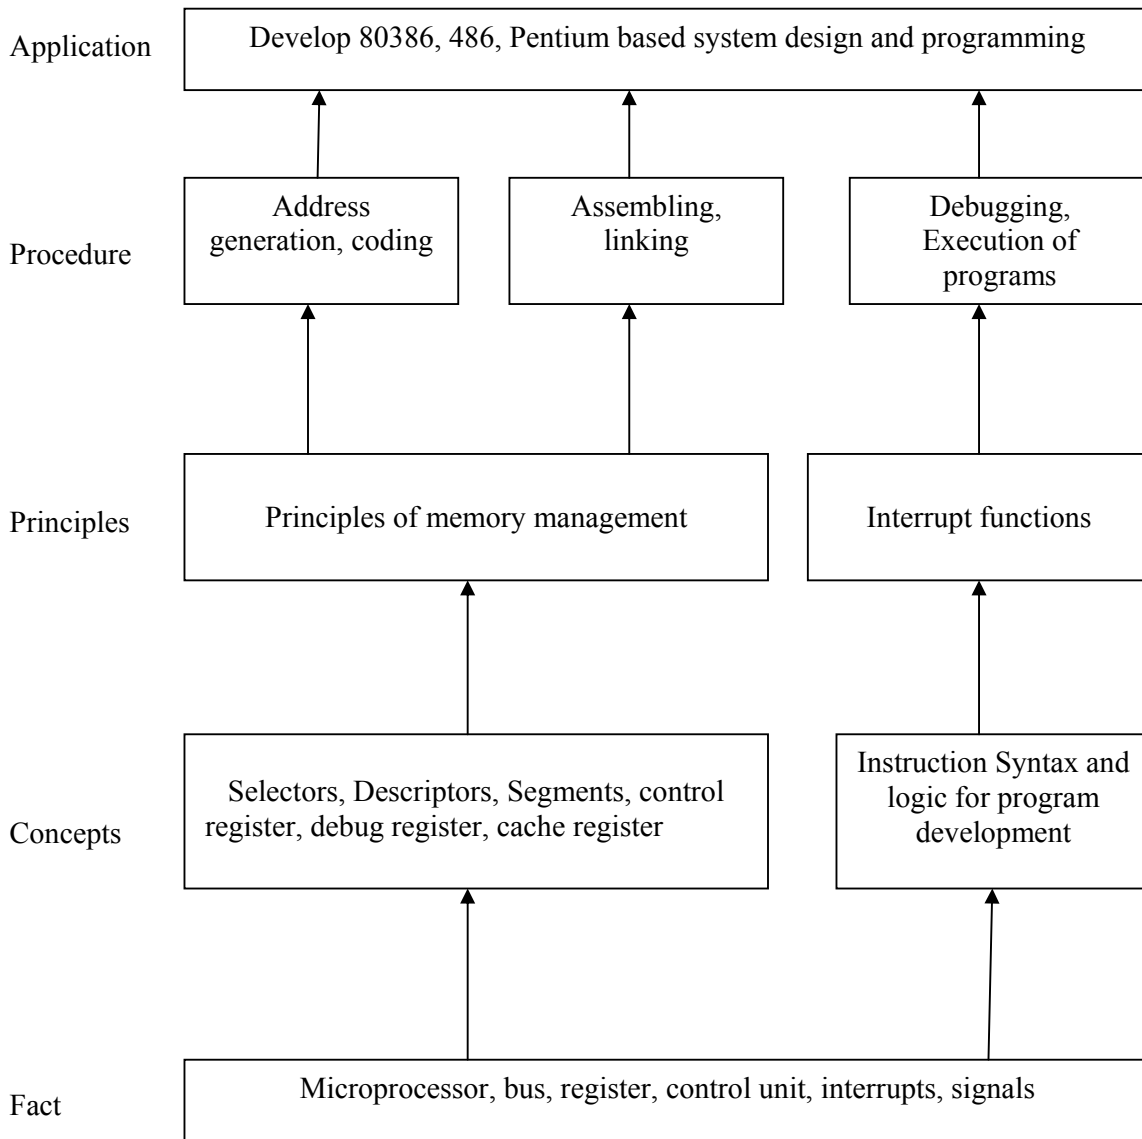 Application
Develop 80386, 486, Pentium based system design and programming
Procedure
Address
generation, coding
Assembling,
linking
Debugging,
Execution of
programs
Principles
Principles of memory management
Interrupt functions
Concepts
Selectors, Descriptors, Segments, control
register, debug register, cache register
Instruction Syntax and
logic for program
development
Fact
Microprocessor, bus, register, control unit, interrupts, signals